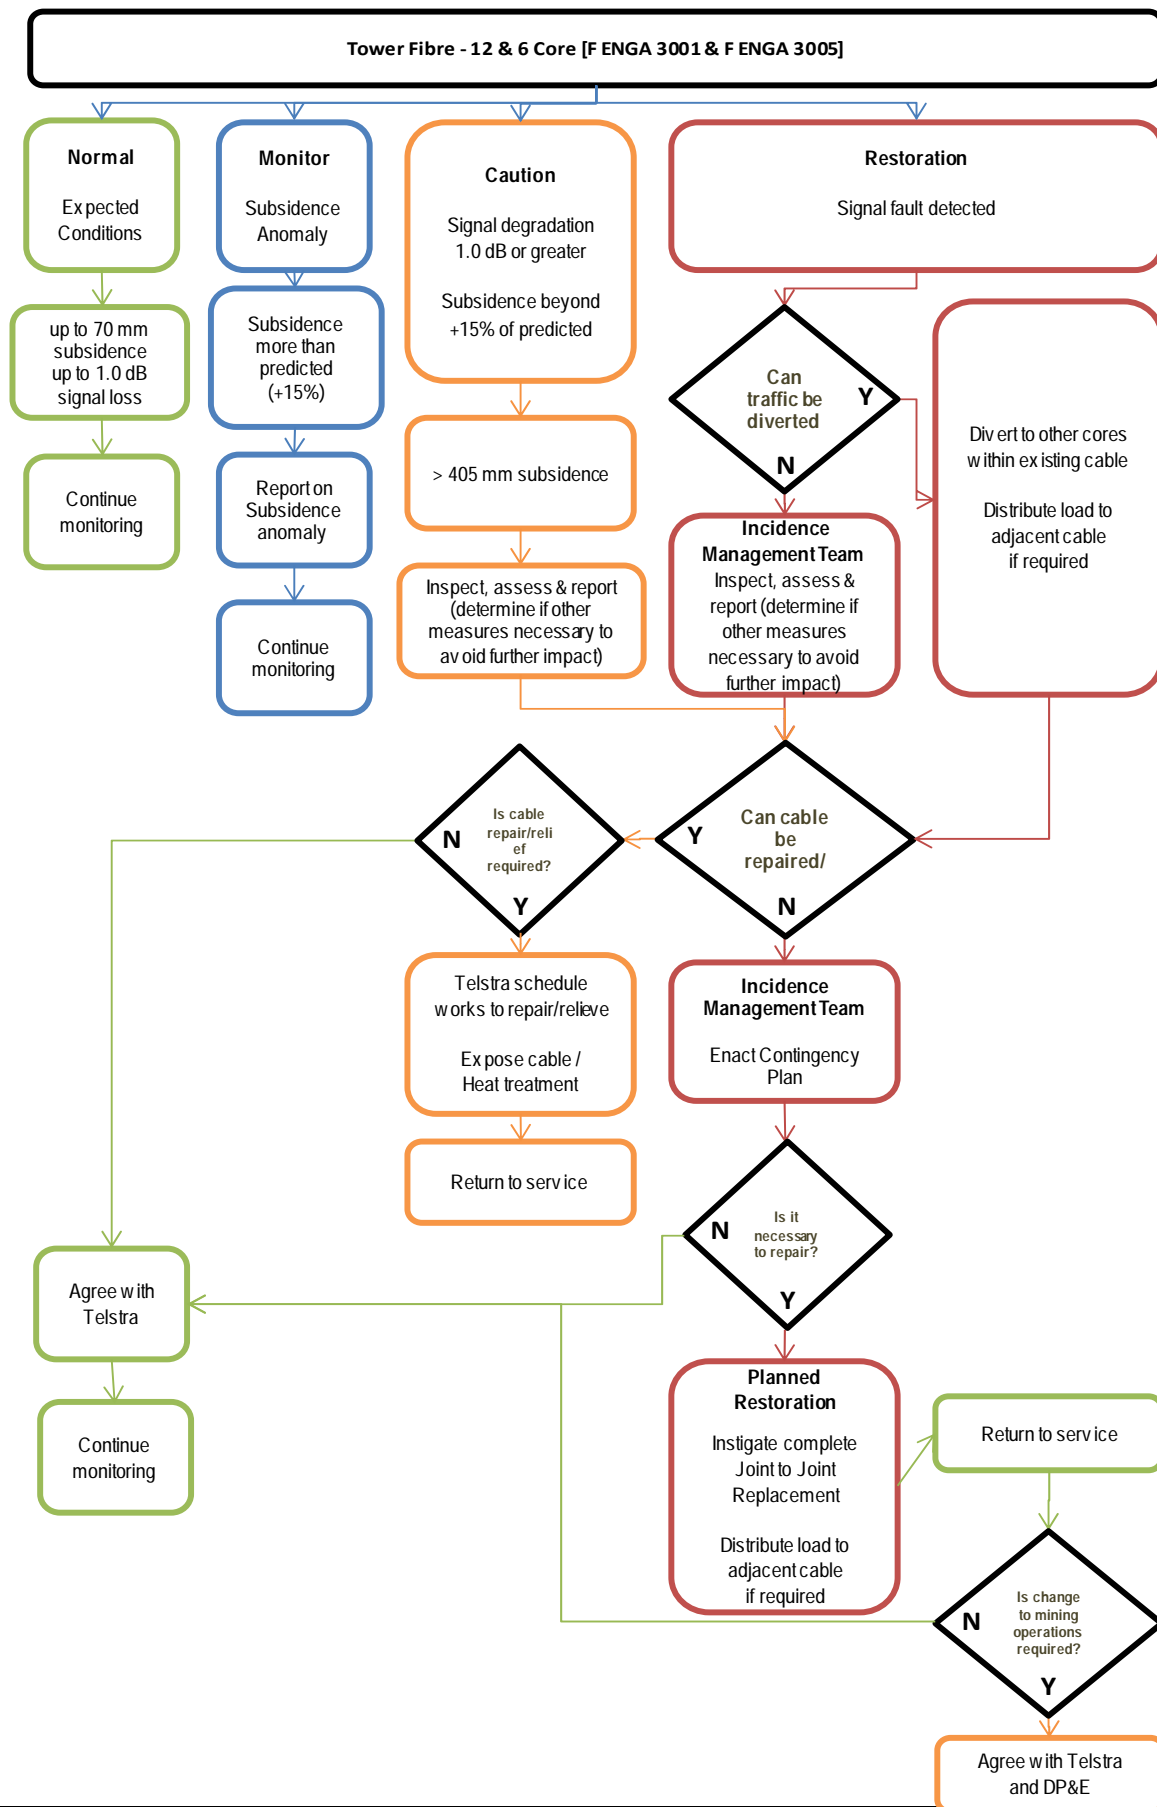 Tower Fibre - 12 & 6 Core [F ENGA 3001 & F ENGA 3005]
Normal
Expected
Conditions
up to 70 mm
subsidence
up to 1.0 dB
signal loss
Continue
monitoring
Monitor
Subsidence
Anomaly
Subsidence
more than
predicted
(+15%)
Report on
Subsidence
anomaly
Continue
monitoring
Caution
Signal degradation
1.0 dB or greater
Subsidence beyond
+15% of predicted
> 405 mm subsidence
Inspect, assess & report
(determine if other
measures necessary to
avoid further impact)
Restoration
Signal fault detected
Can
traffic be
diverted
Y
N
Divert to other cores
within existing cable
Distribute load to
adjacent cable
if required
Incidence
Management Team
Inspect, assess &
report (determine if
other measures
necessary to avoid
further impact)
Can cable
be
repaired/
Y
N
Is cable
repair/reli
ef
required?
N
Y
Telstra schedule
works to repair/relieve
Expose cable /
Heat treatment
Return to service
Incidence
Management Team
Enact Contingency
Plan
Is it
necessary
to repair?
N
Y
Agree with
Telstra
Continue
monitoring
Planned
Restoration
Instigate complete
Joint to Joint
Replacement
Distribute load to
adjacent cable
if required
Return to service
Is change
to mining
operations
required?
N
Y
Agree with Telstra
and DP&E